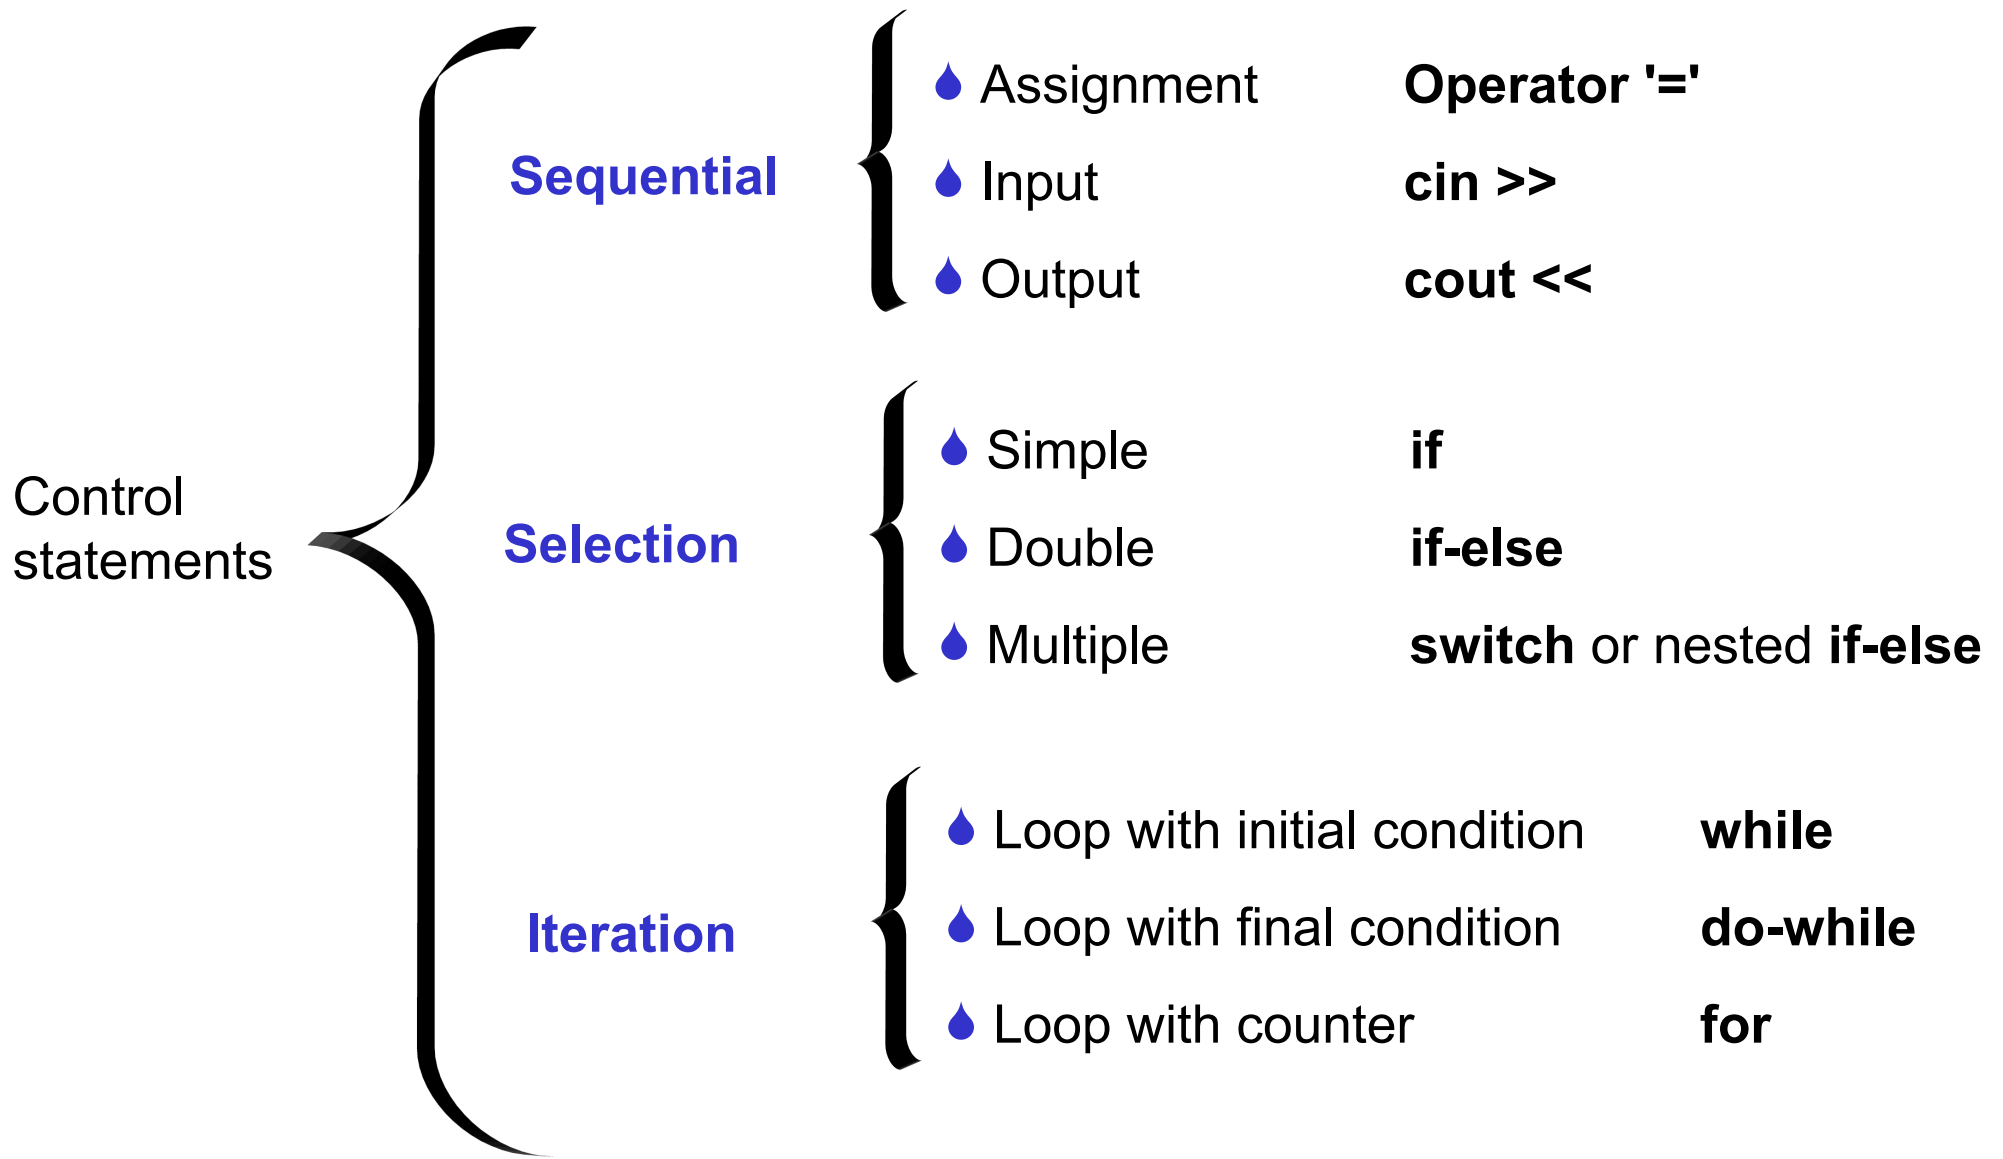 Control
statements
Sequential
Assignment Operator '='
Input cin >>
Output cout <<
Selection
Simple if
Double if-else
Multiple switch or nested if-else
Iteration
Loop with initial condition while
Loop with final condition do-while
Loop with counter for